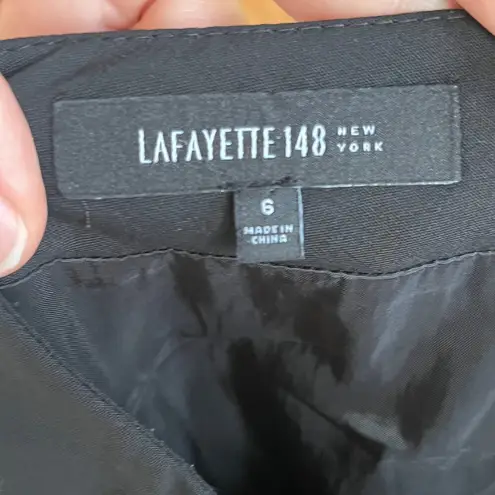 LAFAYETTE 148 NEW YORK
6
MADE IN
CHINA